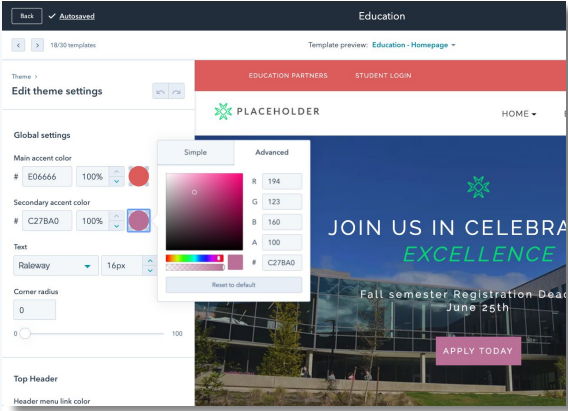 Back ✓ Autosaved
Education
< > 18/30 templates
Template preview: Education - Homepage
Theme >
Edit theme settings
Global settings
Main accent color
# E06666 100%
Secondary accent color
# C27BA0 100%
Text
Raleway 16px
Corner radius
0
0 100
Top Header
Header menu link color
Simple Advanced
R 194
G 123
B 160
A 100
# C27BA0
Reset to default
EDUCATION PARTNERS STUDENT LOGIN
PLACEHOLDER
HOME
JOIN US IN CELEBRA
EXCELLENCE
Fall semester Registration Dead
June 25th
APPLY TODAY